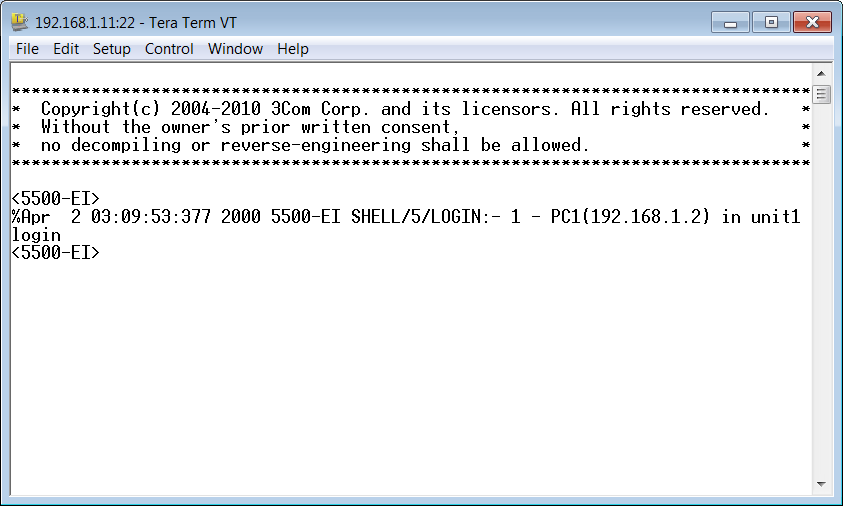 192.168.1.11:22 - Tera Term VT
File Edit Setup Control Window Help
********************************************************************************
*  Copyright(c) 2004-2010 3Com Corp. and its licensors. All rights reserved.   *
*  Without the owner's prior written consent,                                  *
*  no decompiling or reverse-engineering shall be allowed.                     *
********************************************************************************
<5500-EI>
%Apr  2 03:09:53:377 2000 5500-EI SHELL/5/LOGIN:- 1 - PC1(192.168.1.2) in unit1
login
<5500-EI>